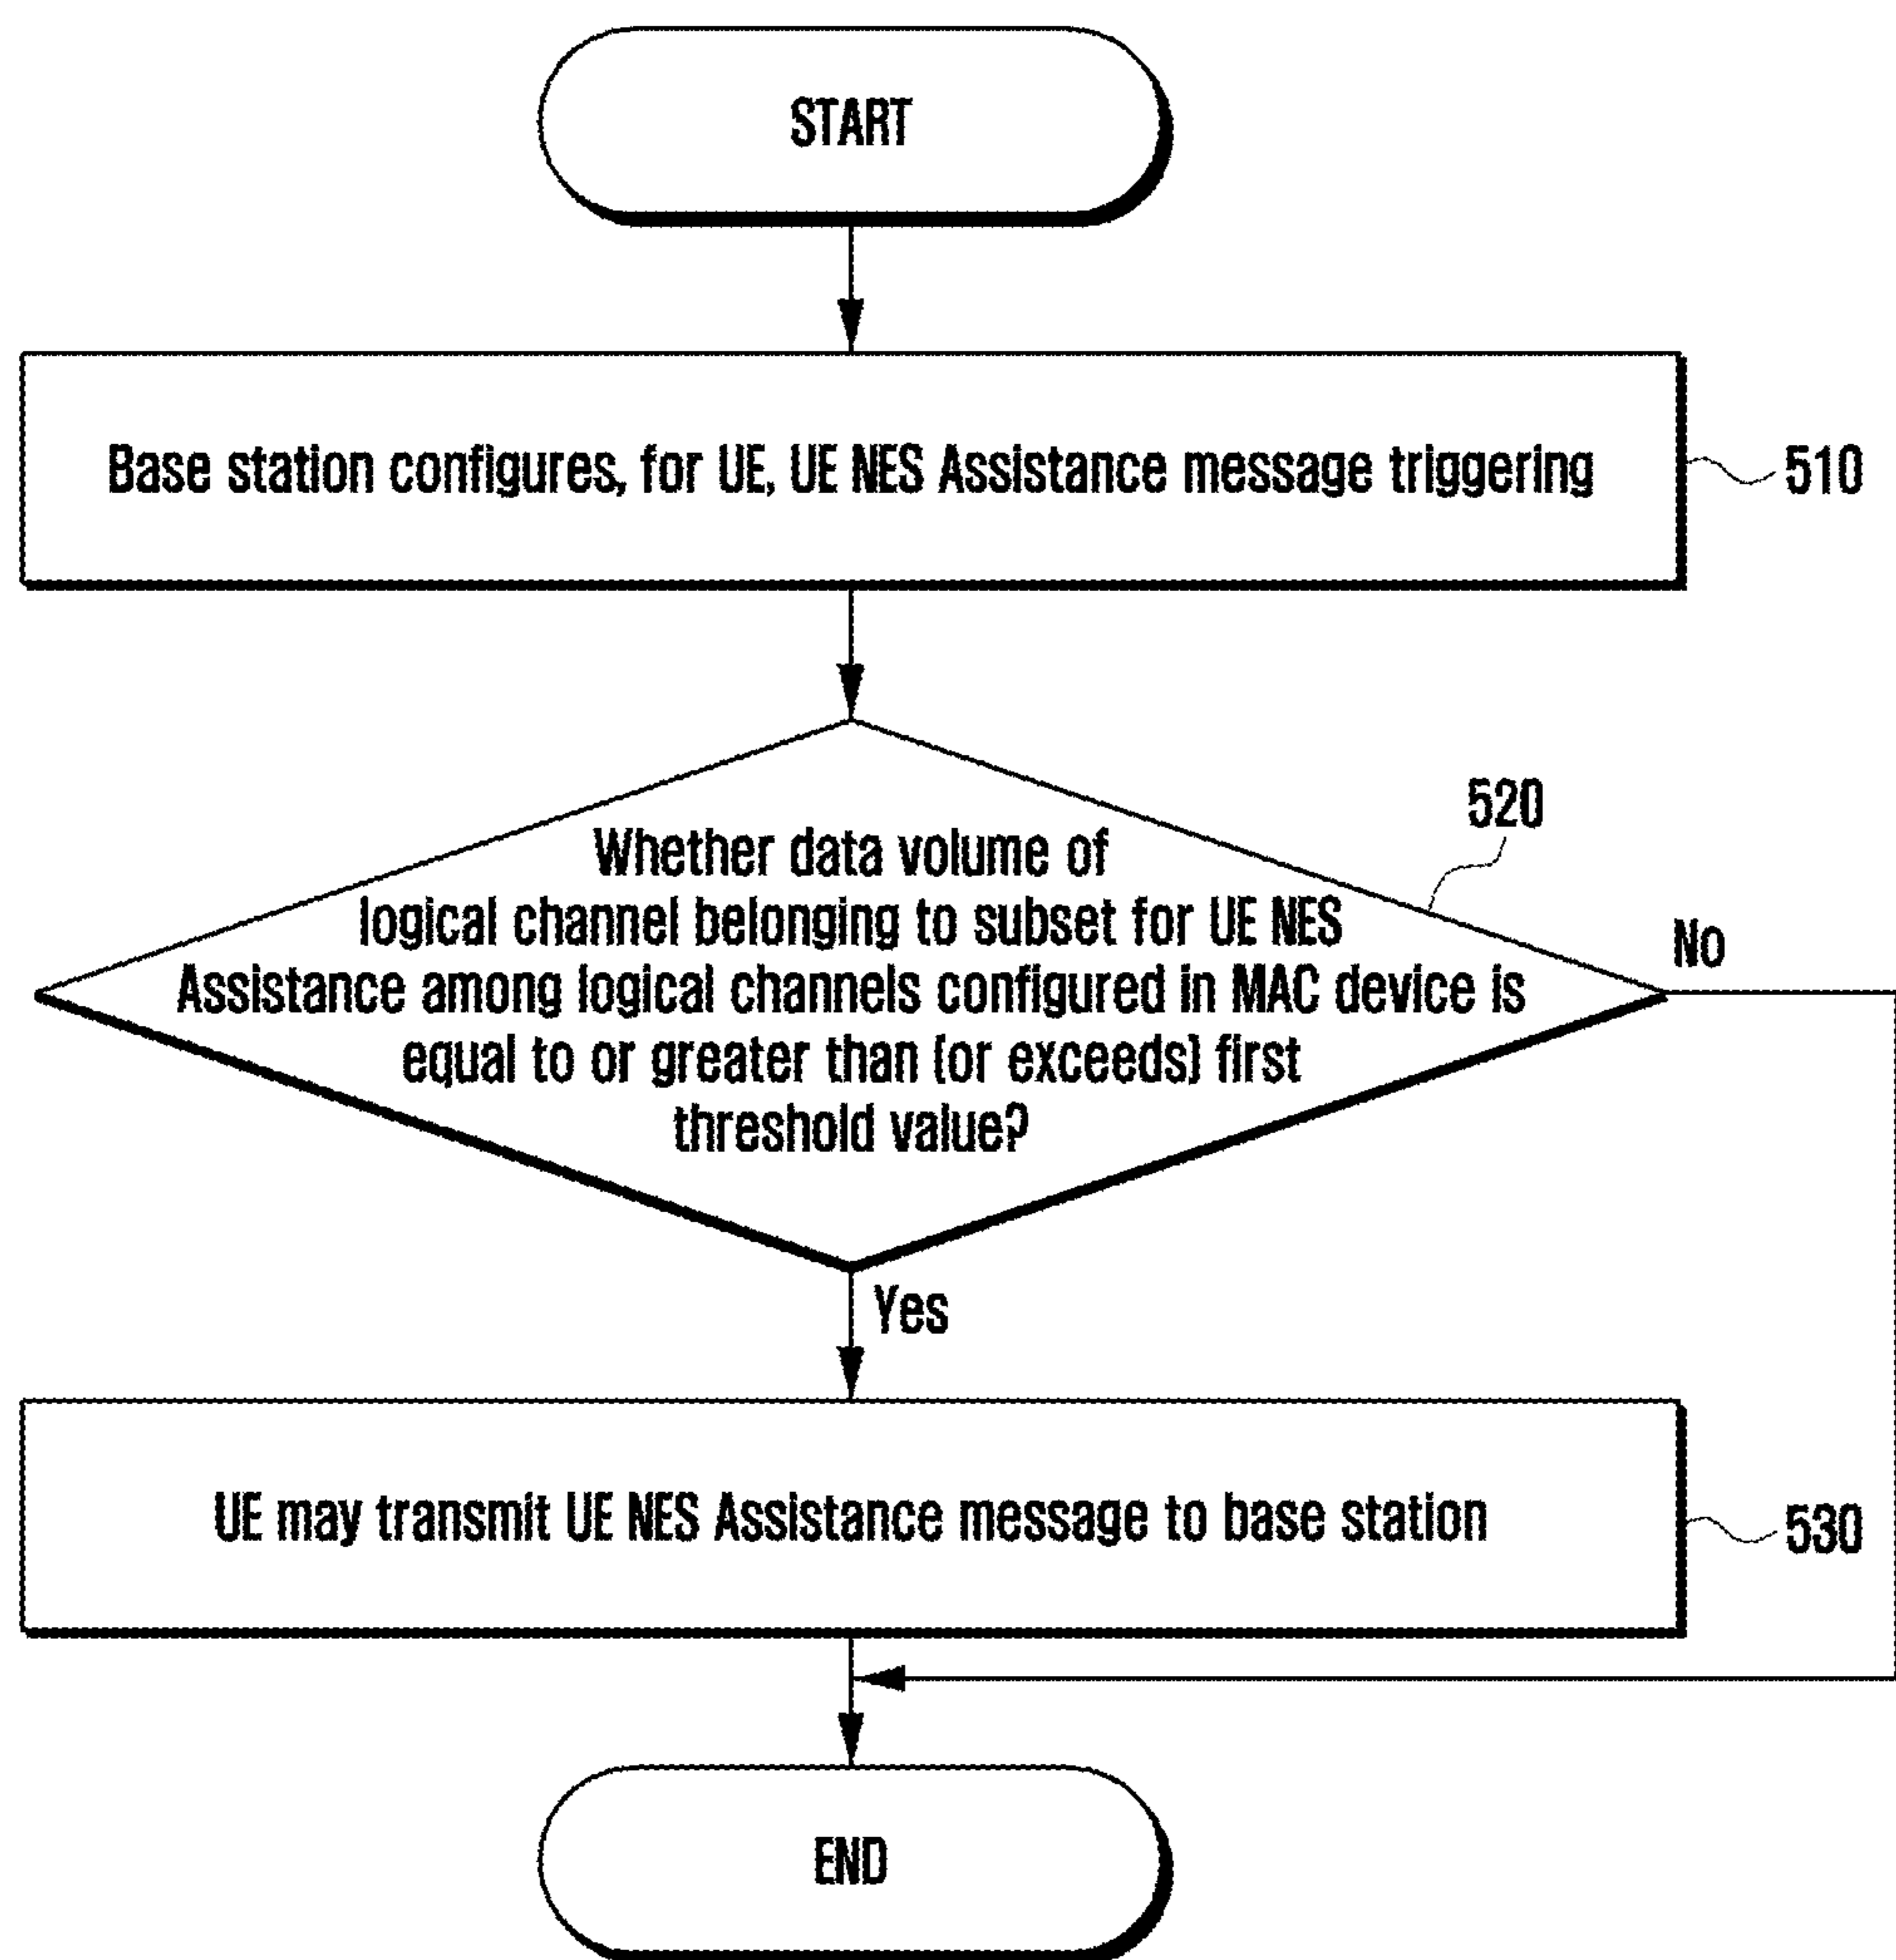 START
Base station configures, for UE, UE NES Assistance message triggering
510
520
Whether data volume of
logical channel belonging to subset for UE NES
Assistance among logical channels configured in MAC device is
equal to or greater than (or exceeds) first
threshold value?
No
Yes
UE may transmit UE NES Assistance message to base station
530
END